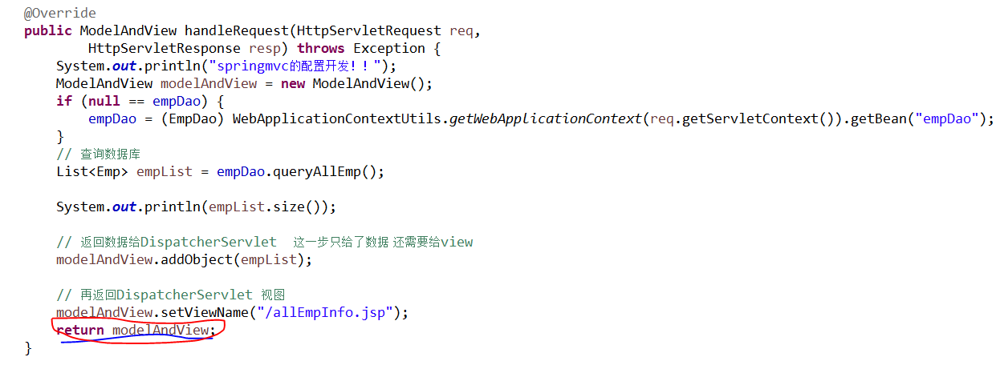 @Override
public ModelAndView handleRequest(HttpServletRequest req,
HttpServletResponse resp) throws Exception {
System.out.println("springmvc的配置开发！！");
ModelAndView modelAndView = new ModelAndView();
if (null == empDao) {
empDao = (EmpDao) WebApplicationContextUtils.getWebApplicationContext(req.getServletContext()).getBean("empDao");
}
// 查询数据库
List<Emp> empList = empDao.queryAllEmp();
System.out.println(empList.size());
// 返回数据给DispatcherServlet 这一步只给了数据 还需要给view
modelAndView.addObject(empList);
// 再返回DispatcherServlet 视图
modelAndView.setViewName("/allEmpInfo.jsp");
return modelAndView;
}